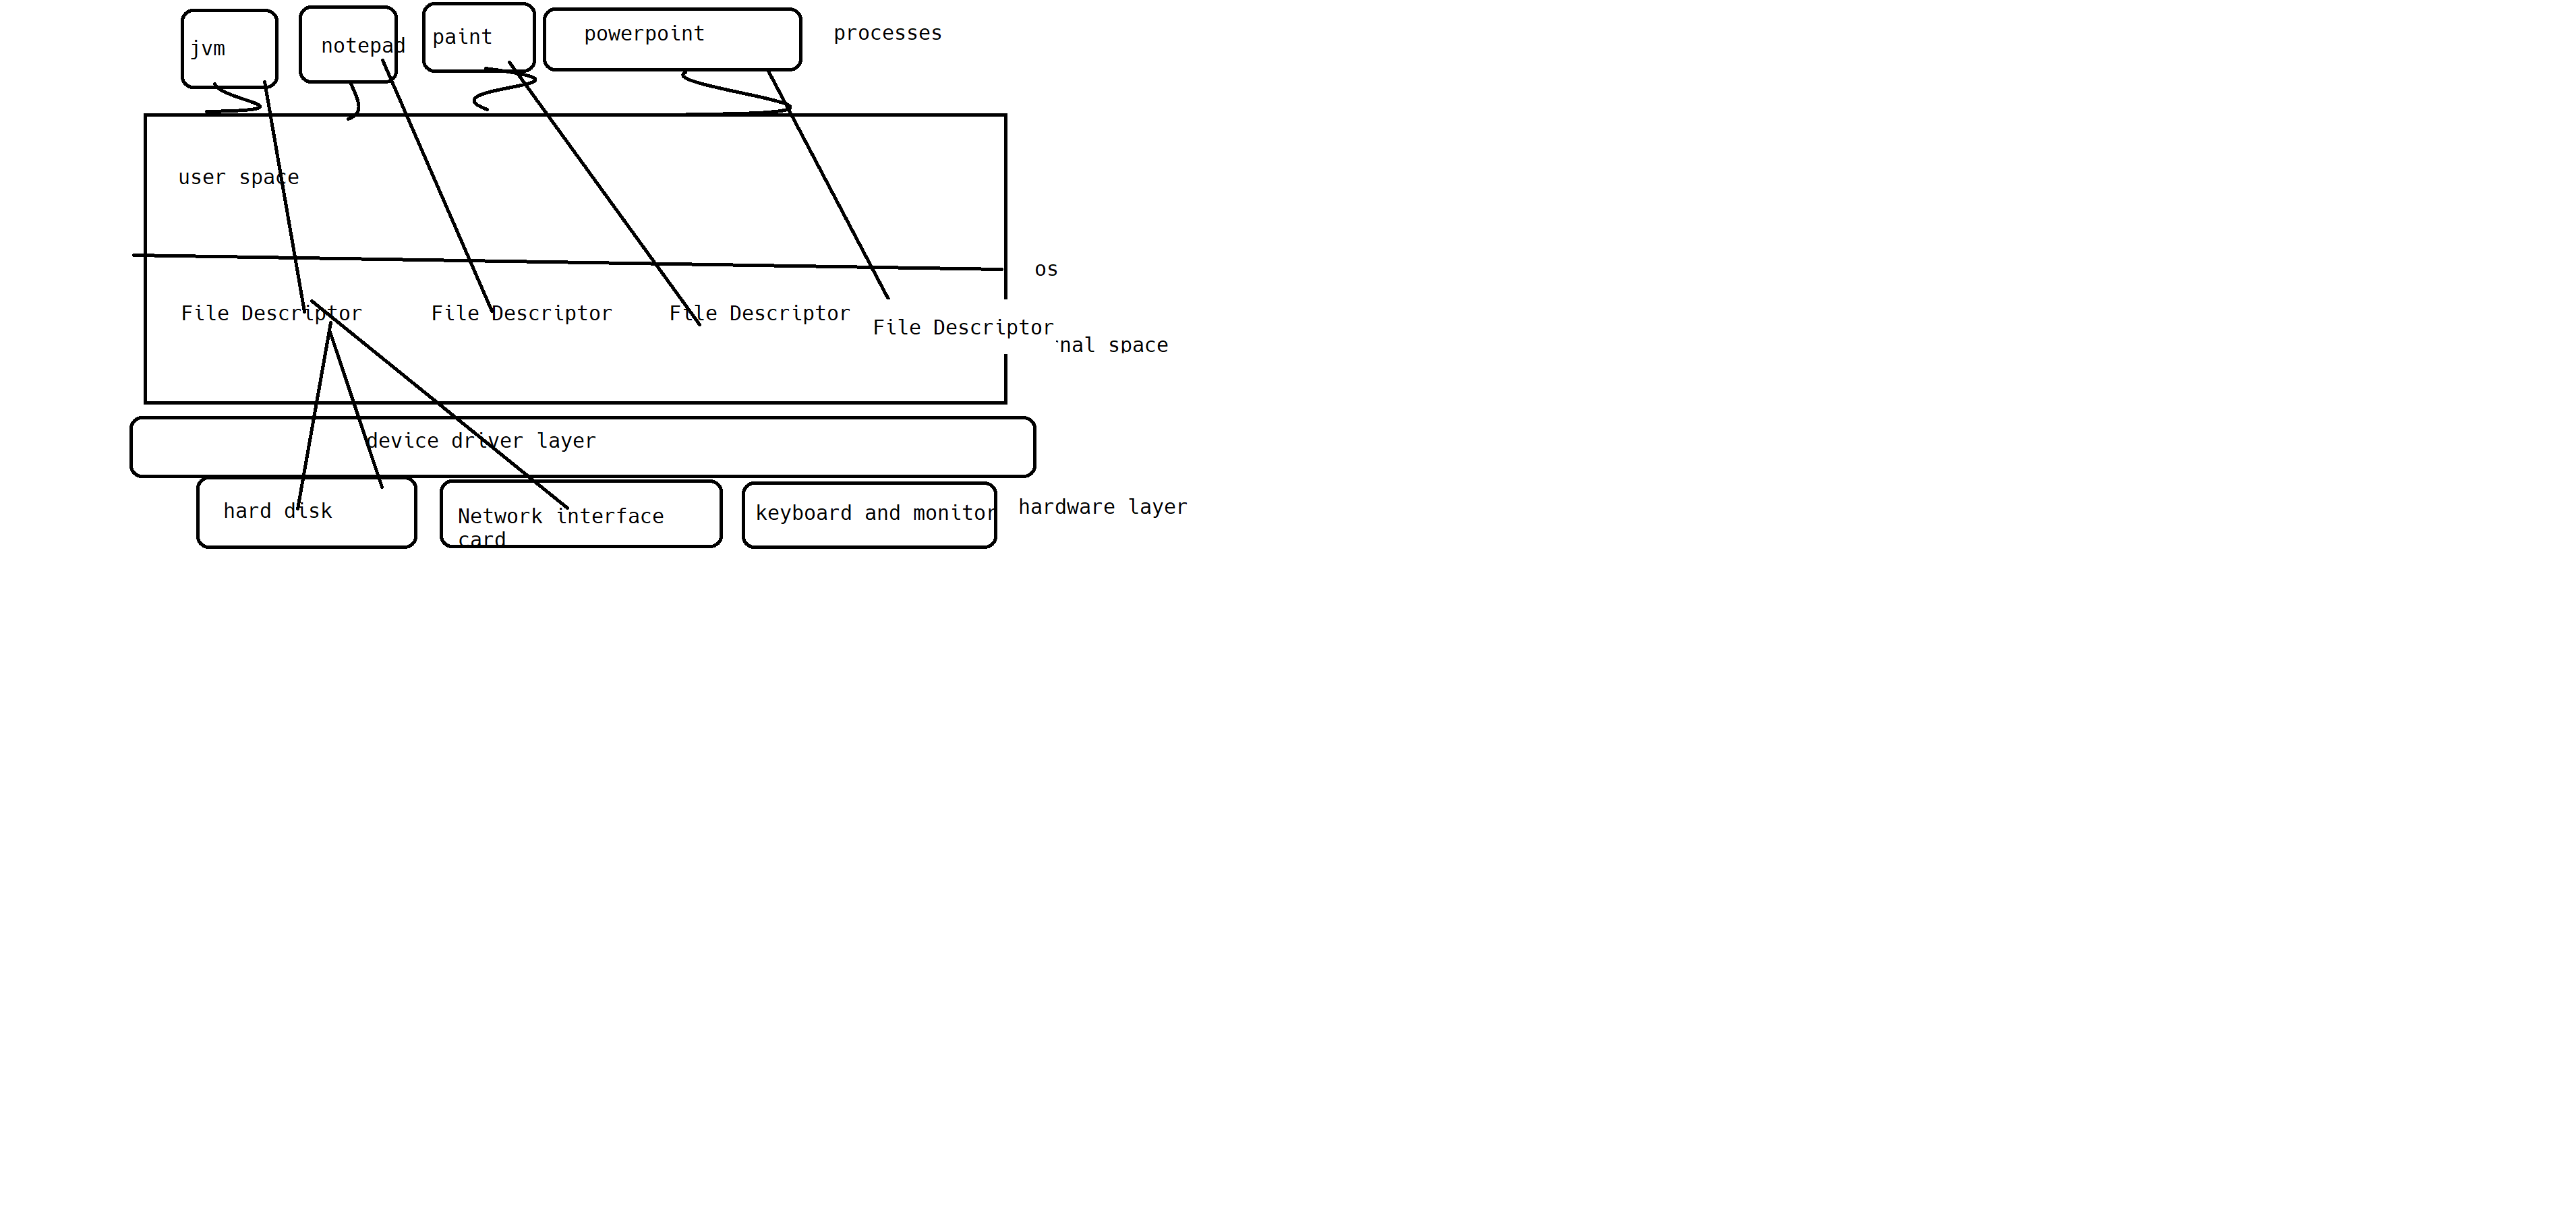 jvm
notepad
paint
powerpoint
processes
user space
os
File Descriptor
File Descriptor
File Descriptor
File Descriptor
nal space
device driver layer
hard disk
Network interface
card
keyboard and monitor
hardware layer